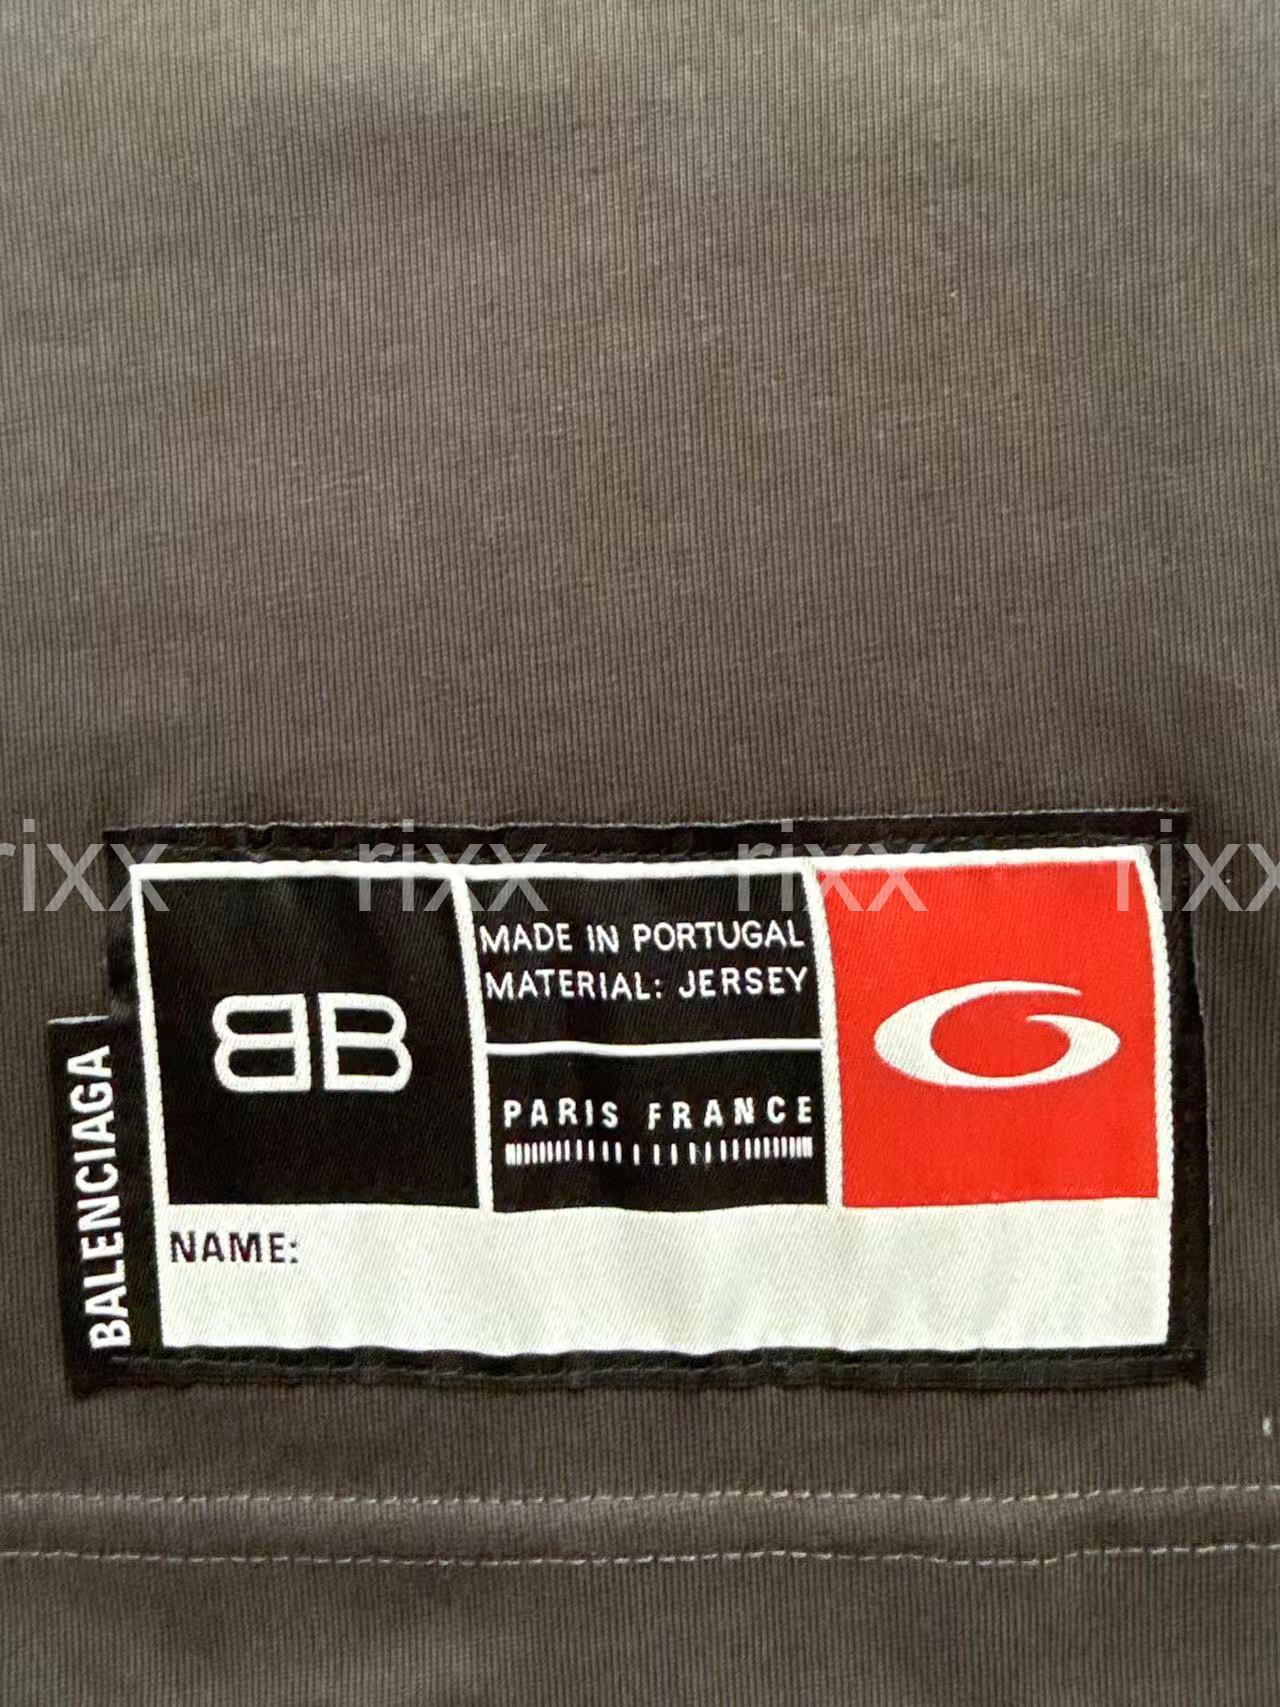 rixx rixx rixx rixx
BB
MADE IN PORTUGAL
MATERIAL: JERSEY
PARIS FRANCE
NAME:
BALENCIAGA